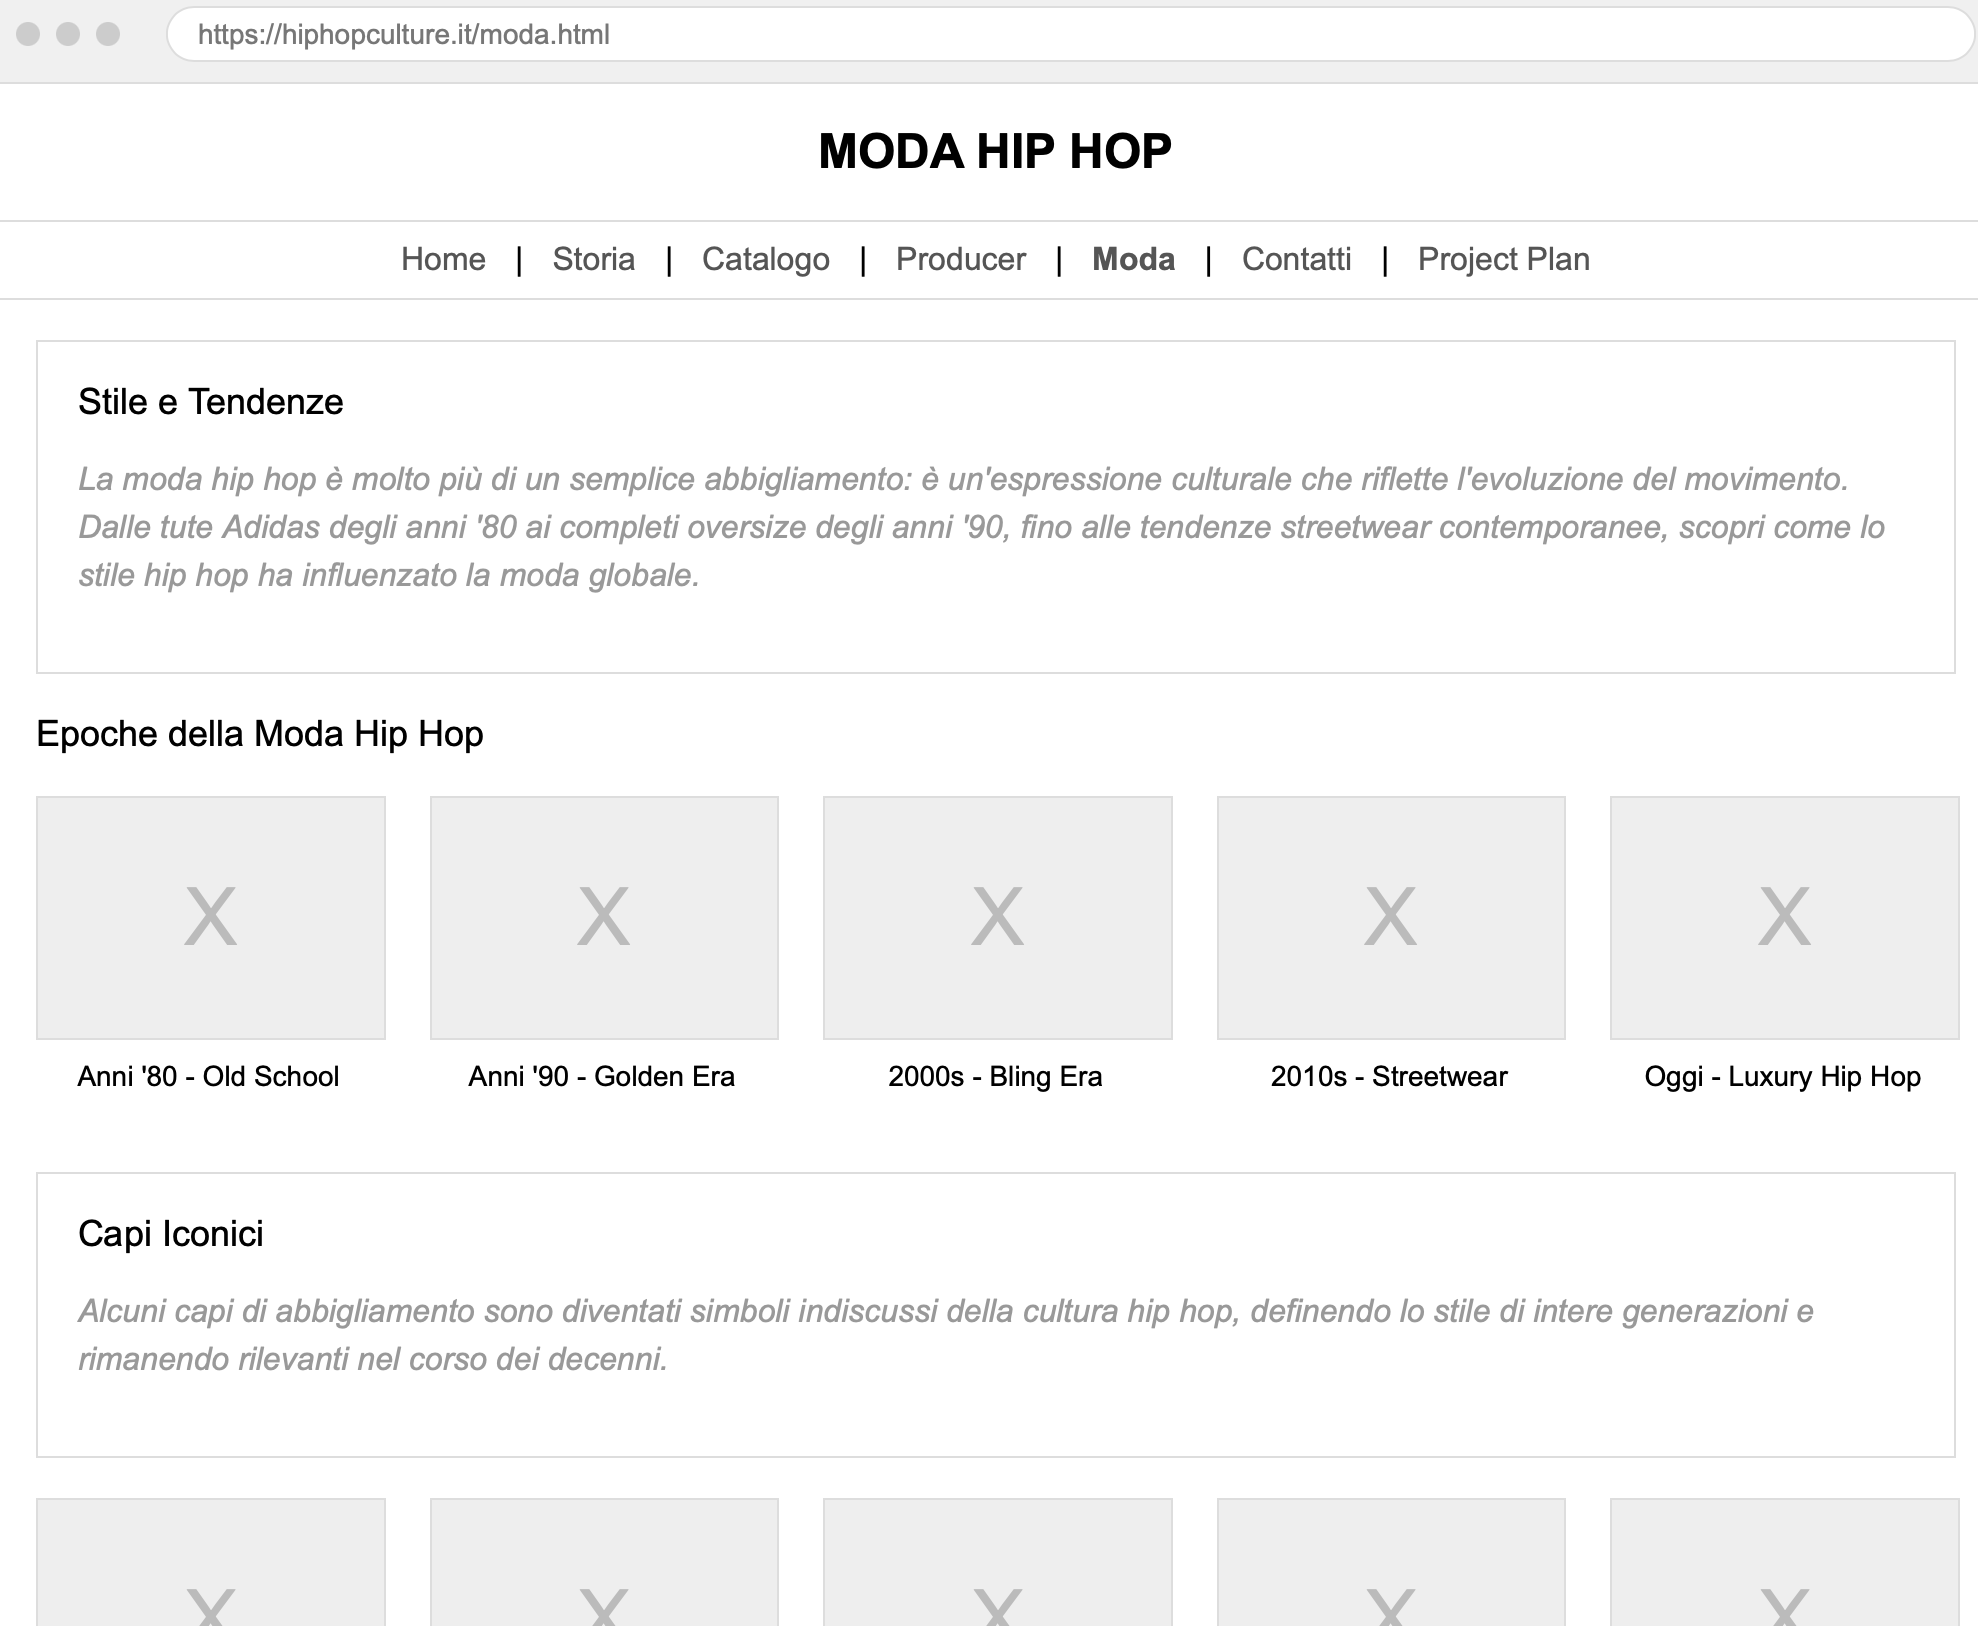 https://hiphopculture.it/moda.html
MODA HIP HOP
Home | Storia | Catalogo | Producer | Moda | Contatti | Project Plan
Stile e Tendenze
La moda hip hop è molto più di un semplice abbigliamento: è un'espressione culturale che riflette l'evoluzione del movimento.
Dalle tute Adidas degli anni '80 ai completi oversize degli anni '90, fino alle tendenze streetwear contemporanee, scopri come lo
stile hip hop ha influenzato la moda globale.
Epoche della Moda Hip Hop
X X X X X
Anni '80 - Old School Anni '90 - Golden Era 2000s - Bling Era 2010s - Streetwear Oggi - Luxury Hip Hop
Capi Iconici
Alcuni capi di abbigliamento sono diventati simboli indiscussi della cultura hip hop, definendo lo stile di intere generazioni e
rimanendo rilevanti nel corso dei decenni.
X X X X X